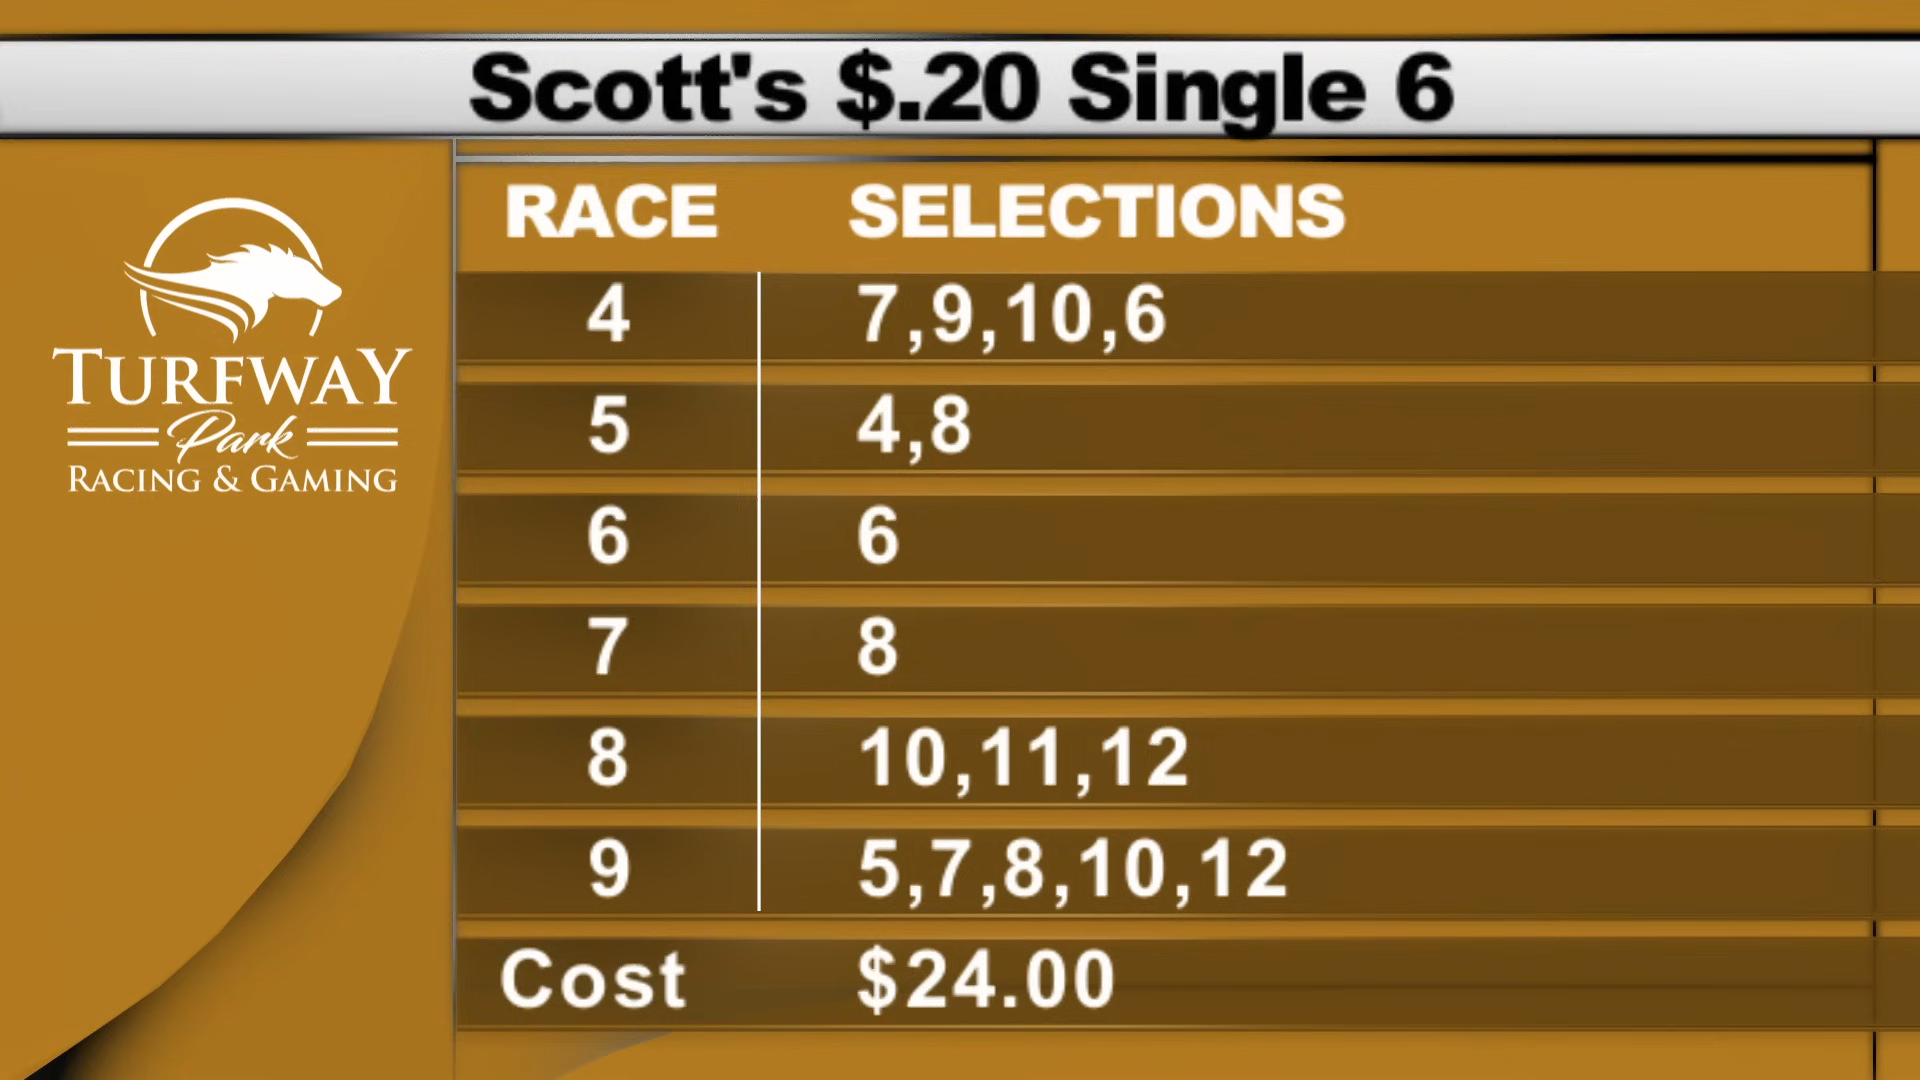 Scott's $.20 Single 6
TURFWAY
Park
RACING & GAMING
RACE SELECTIONS
4 7,9,10,6
5 4,8
6 6
7 8
8 10,11,12
9 5,7,8,10,12
Cost $24.00